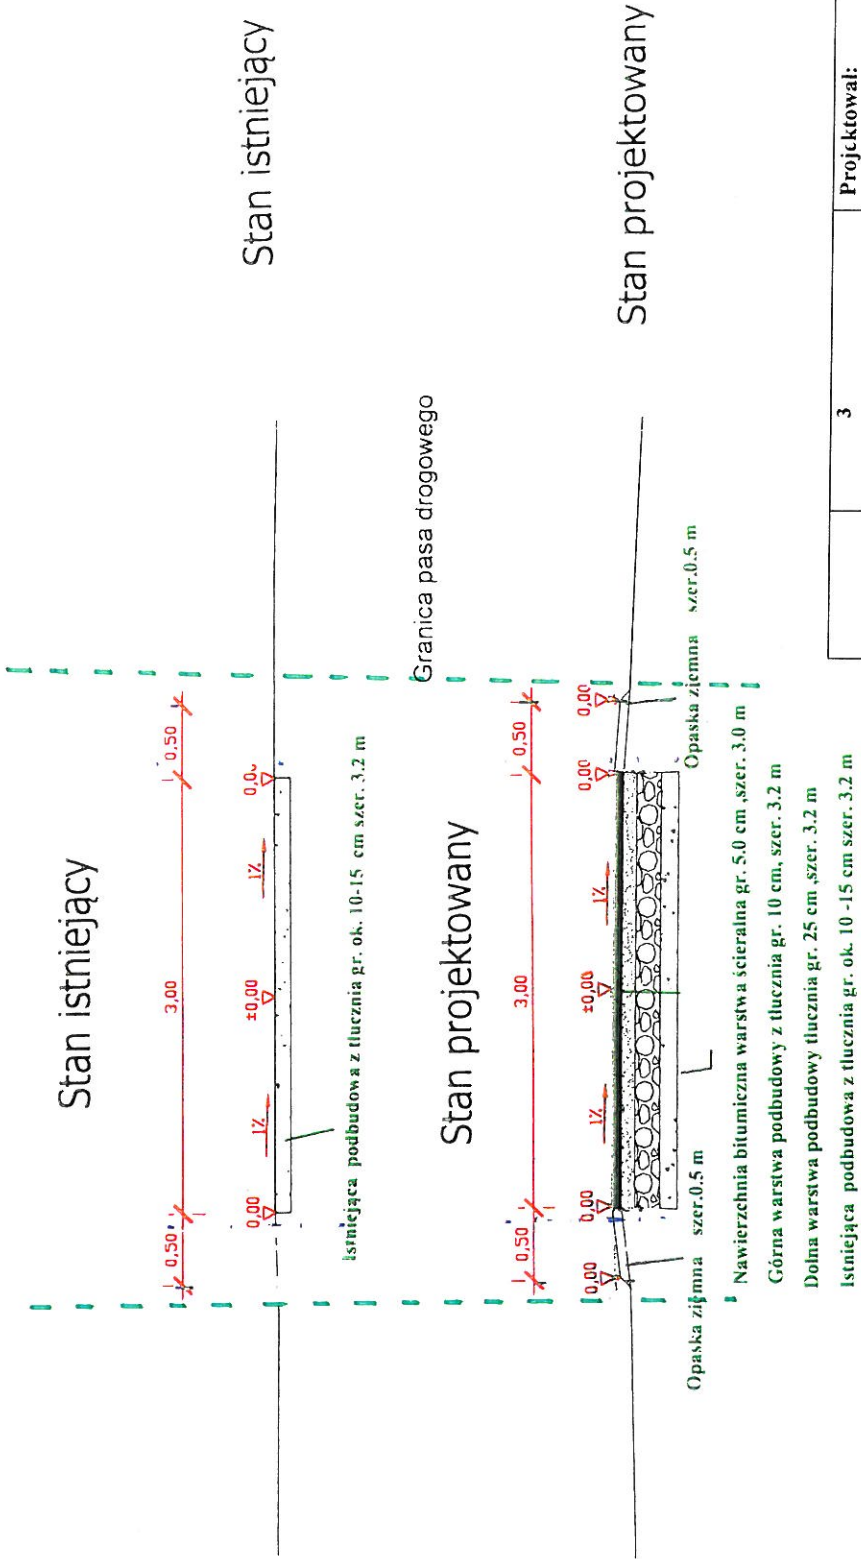 Stan istniejący
Stan istniejący
0,50
3,00
0,50
0,00
1%
±0,00
1%
Istniejąca podbudowa z tłucznia gr. ok. 10-15 cm szer. 3.2 m
Granica pasa drogowego
Stan projektowany
Stan projektowany
0,50
3,00
0,50
0,00
0,00
1%
±0,00
1%
0,00
0,00
Opaska ziemna szer.0.5 m
Opaska ziemna szer.0.5 m
Nawierzchnia bitumiczna warstwa ścieralna gr. 5.0 cm ,szer. 3.0 m
Górna warstwa podbudowy z tłucznia gr. 10 cm, szer. 3.2 m
Dolna warstwa podbudowy tłucznia gr. 25 cm ,szer. 3.2 m
Istniejąca podbudowa z tłucznia gr. ok. 10 -15 cm szer. 3.2 m
3
Projektował: